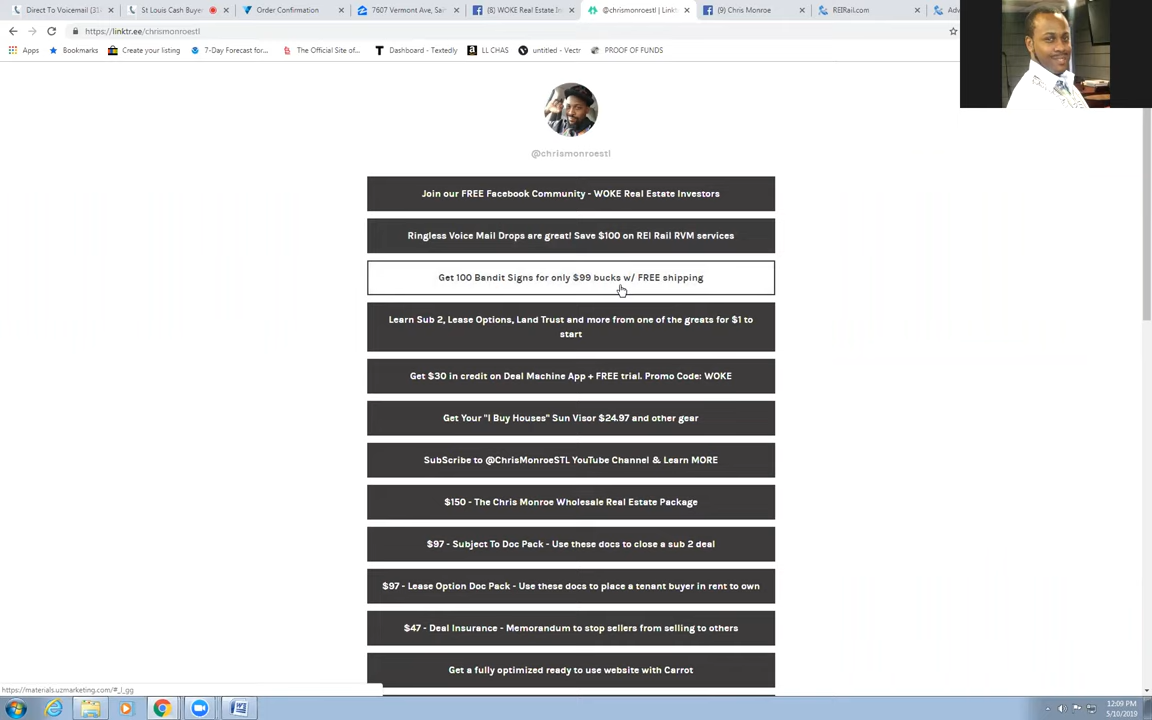 Direct To Voicemail (31
St Louis Cash Buyer
Order Confirmation
7607 Vermont Ave, Sai
(8) WOKE Real Estate In
@chrismonroestl | Linkt
(9) Chris Monroe
REIRail.com
Adv
https://linktr.ee/chrismonroestl
Apps
Bookmarks
Create your listing
7-Day Forecast for...
The Official Site of...
Dashboard - Textedly
LL CHAS
untitled - Vectr
PROOF OF FUNDS
@chrismonroestl
Join our FREE Facebook Community - WOKE Real Estate Investors
Ringless Voice Mail Drops are great! Save $100 on REI Rail RVM services
Get 100 Bandit Signs for only $99 bucks w/ FREE shipping
Learn Sub 2, Lease Options, Land Trust and more from one of the greats for $1 to
start
Get $30 in credit on Deal Machine App + FREE trial. Promo Code: WOKE
Get Your "I Buy Houses" Sun Visor $24.97 and other gear
SubScribe to @ChrisMonroeSTL YouTube Channel & Learn MORE
$150 - The Chris Monroe Wholesale Real Estate Package
$97 - Subject To Doc Pack - Use these docs to close a sub 2 deal
$97 - Lease Option Doc Pack - Use these docs to place a tenant buyer in rent to own
$47 - Deal Insurance - Memorandum to stop sellers from selling to others
Get a fully optimized ready to use website with Carrot
https://materials.uzmarketing.com/#_l_gg
12:09 PM
5/10/2019